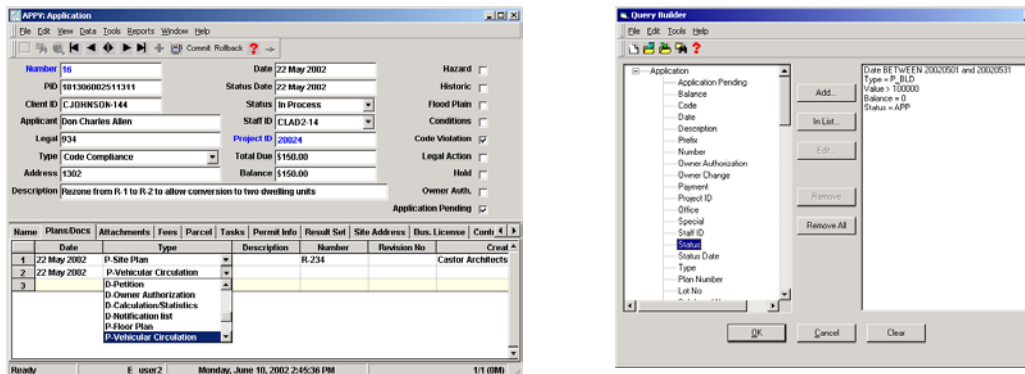 APPY: Application
File Edit View Data Tools Reports Window Help
Commit Rollback
Number 16 Date 22 May 2002 Hazard
PID 181306002511311 Status Date 22 May 2002 Historic
Client ID CJOHNSON-144 Status In Process Flood Plain
Applicant Don Charles Allen Staff ID CLAD2-14 Conditions
Legal 934 Project ID 20024 Code Violation
Type Code Compliance Total Due $150.00 Legal Action
Address 1302 Balance $150.00 Hold
Description Rezone from R-1 to R-2 to allow conversion to two dwelling units Owner Auth.
Application Pending
Name Plans/Docs Attachments Fees Parcel Tasks Permit Info Result Set Site Address Bus. License
Date Type Description Number Revision No Creat
1 22 May 2002 P-Site Plan R-234 Castor Architects
2 22 May 2002 P-Vehicular Circulation
3 D-Petition
D-Owner Authorization
D-Calculation/Statistics
D-Notification list
P-Floor Plan
P-Vehicular Circulation
Ready E_user2 Monday, June 10, 2002 2:45:36 PM 1/1 (0M)
Query Builder
File Edit Tools Help
Application
Application Pending
Balance
Code
Date
Description
Prefix
Number
Owner Authorization
Owner Change
Payment
Project ID
Office
Special
Staff ID
Status
Status Date
Type
Plan Number
Lot No
Add...
In List...
Edit...
Remove
Remove All
Date BETWEEN 20020501 and 20020531
Type = P_BLD
Value > 100000
Balance = 0
Status = APP
OK Cancel Clear